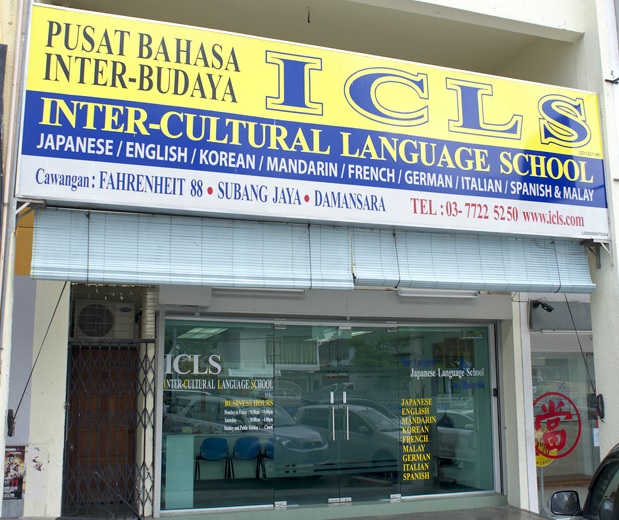 PUSAT BAHASA
INTER-BUDAYA
ICLS
INTER-CULTURAL LANGUAGE SCHOOL
JAPANESE / ENGLISH / KOREAN / MANDARIN / FRENCH / GERMAN / ITALIAN / SPANISH & MALAY
Cawangan : FAHRENHEIT 88 • SUBANG JAYA • DAMANSARA
TEL : 03- 7722 5250 www.icls.com
ICLS
INTER-CULTURAL LANGUAGE SCHOOL
BUSINESS HOURS
Japanese Language School
JAPANESE
ENGLISH
MANDARIN
KOREAN
FRENCH
MALAY
GERMAN
ITALIAN
SPANISH
當